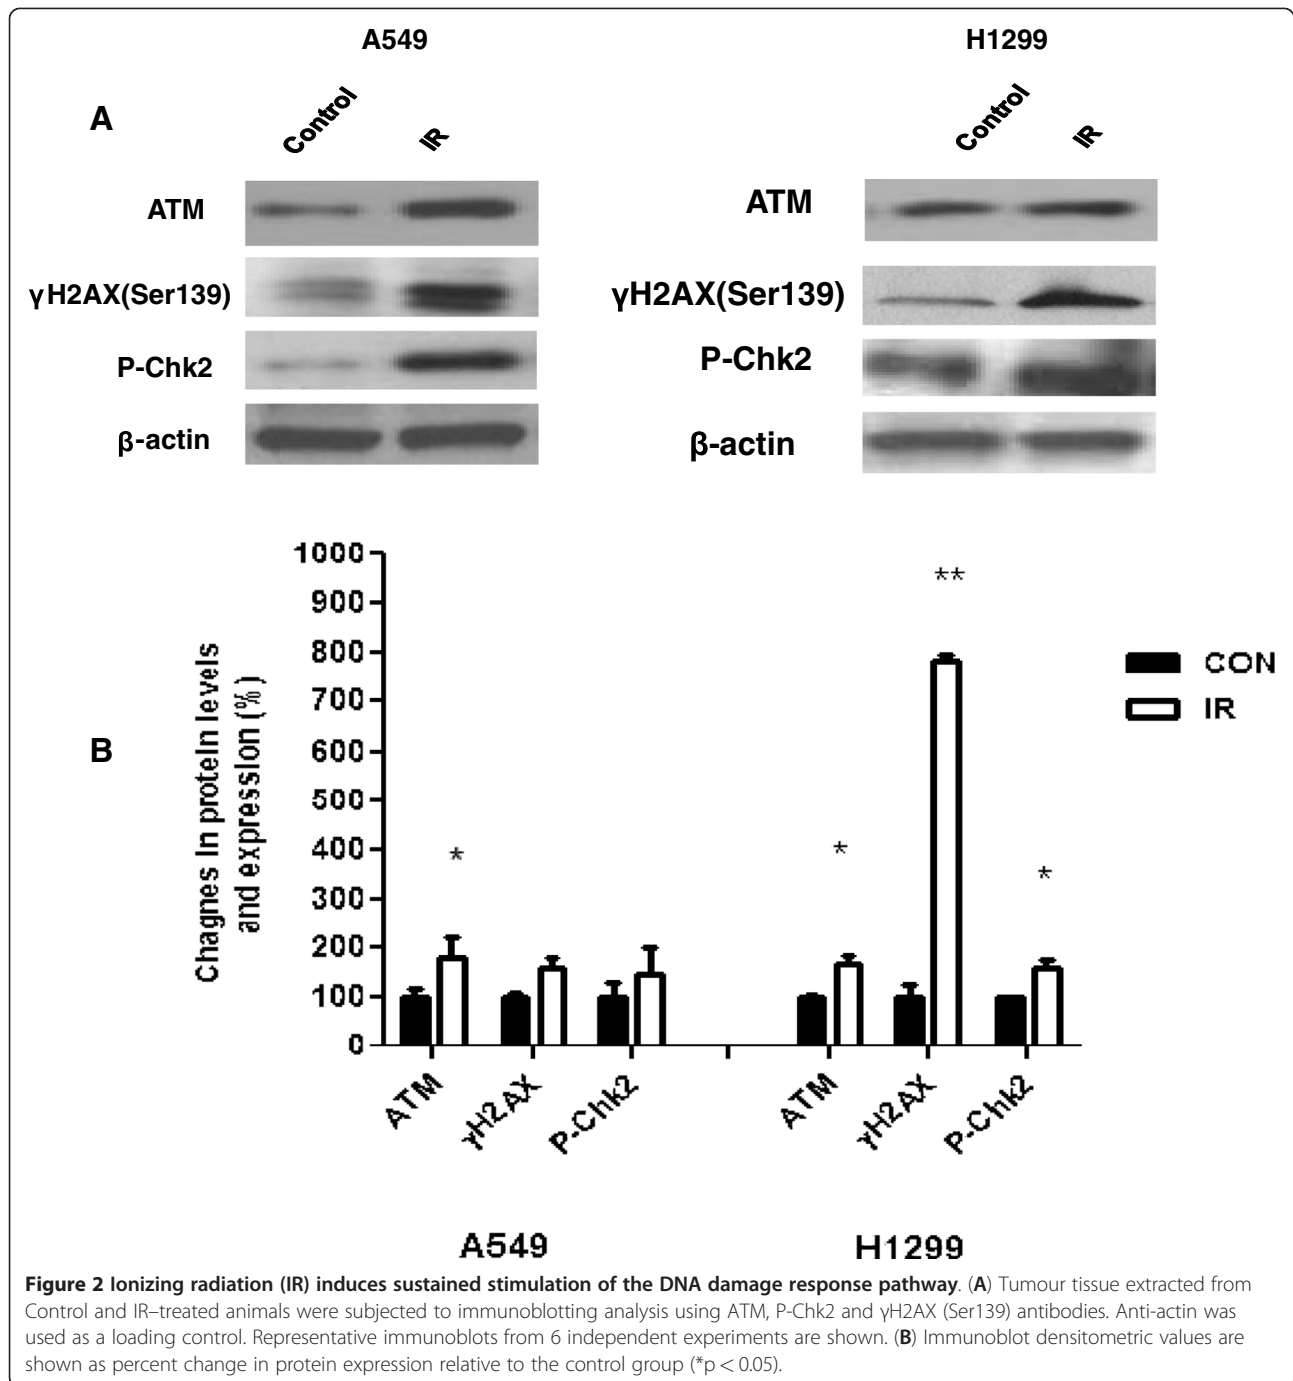 A549 H1299
A
Control IR Control IR
ATM ATM
γH2AX(Ser139) γH2AX(Ser139)
P-Chk2 P-Chk2
β-actin β-actin
B
Chagnes In protein levels
and expression (%)
1000
900
800
700
600
500
400
300
200
100
0
* * ** *
CON
IR
ATM γH2AX P-Chk2 ATM γH2AX P-Chk2
A549 H1299
Figure 2 Ionizing radiation (IR) induces sustained stimulation of the DNA damage response pathway. (A) Tumour tissue extracted from
Control and IR–treated animals were subjected to immunoblotting analysis using ATM, P-Chk2 and γH2AX (Ser139) antibodies. Anti-actin was
used as a loading control. Representative immunoblots from 6 independent experiments are shown. (B) Immunoblot densitometric values are
shown as percent change in protein expression relative to the control group (*p < 0.05).